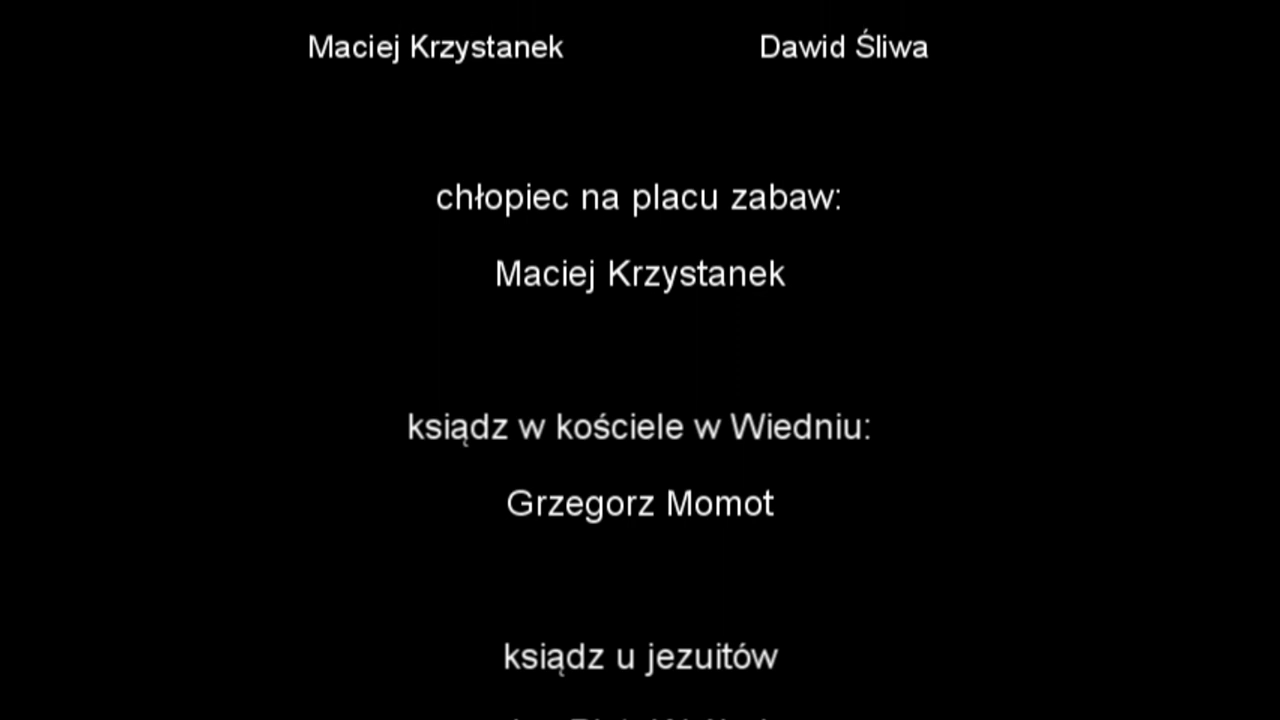 Maciej Krzystanek Dawid Śliwa
chłopiec na placu zabaw:
Maciej Krzystanek
ksiądz w kościele w Wiedniu:
Grzegorz Momot
ksiądz u jezuitów